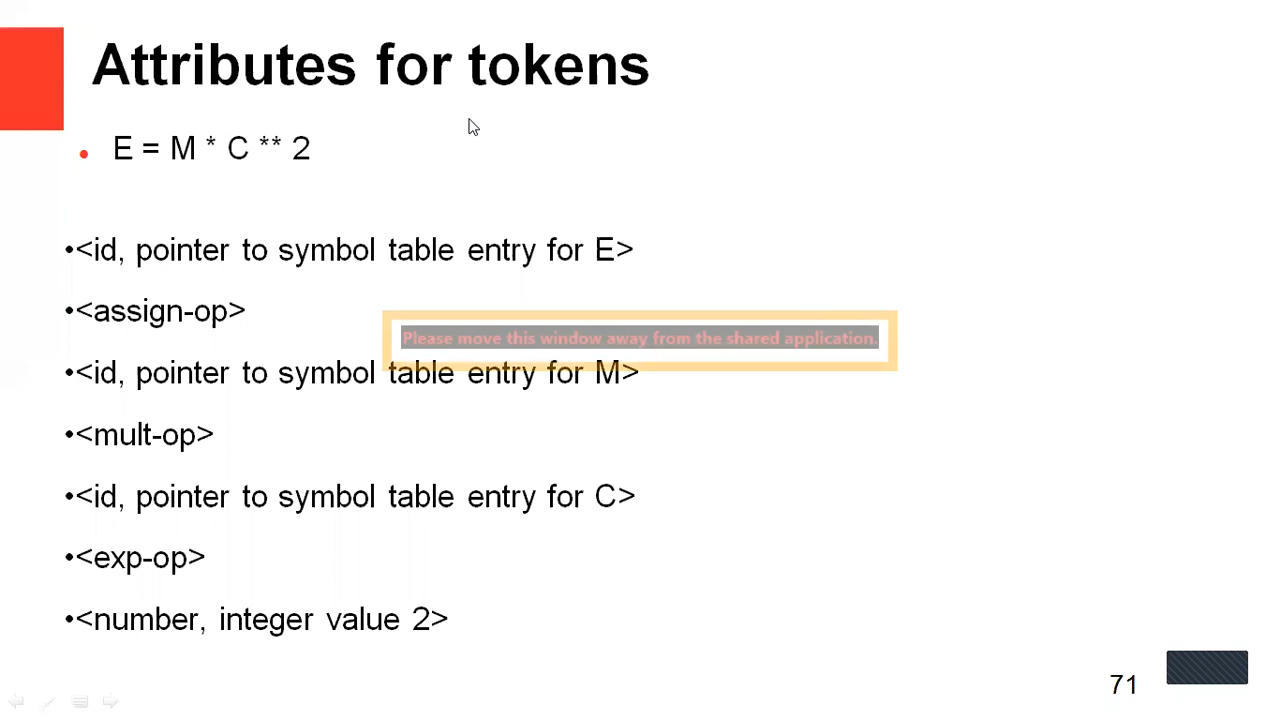 Attributes for tokens
• E = M * C ** 2
•<id, pointer to symbol table entry for E>
•<assign-op>
Please move this window away from the shared application.
•<id, pointer to symbol table entry for M>
•<mult-op>
•<id, pointer to symbol table entry for C>
•<exp-op>
•<number, integer value 2>
71